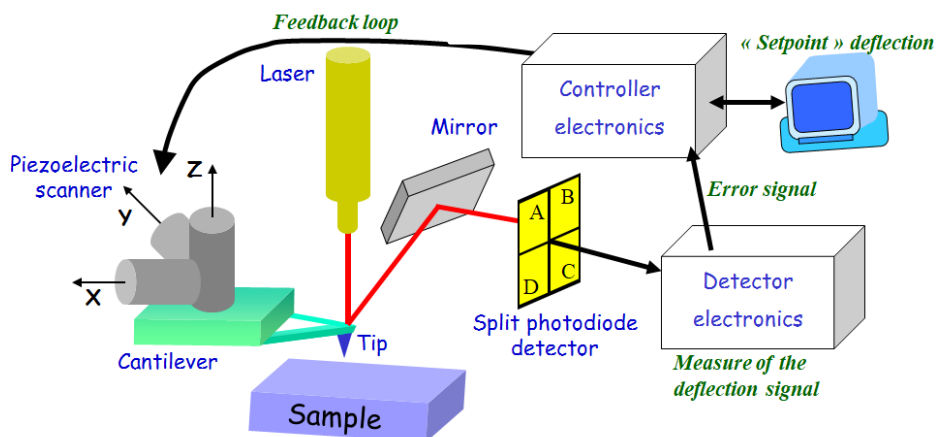 Feedback loop
« Setpoint » deflection
Laser
Controller
electronics
Mirror
Piezoelectric
scanner
Z
Y
X
Error signal
A
B
D
C
Detector
electronics
Split photodiode
detector
Tip
Cantilever
Measure of the
deflection signal
Sample